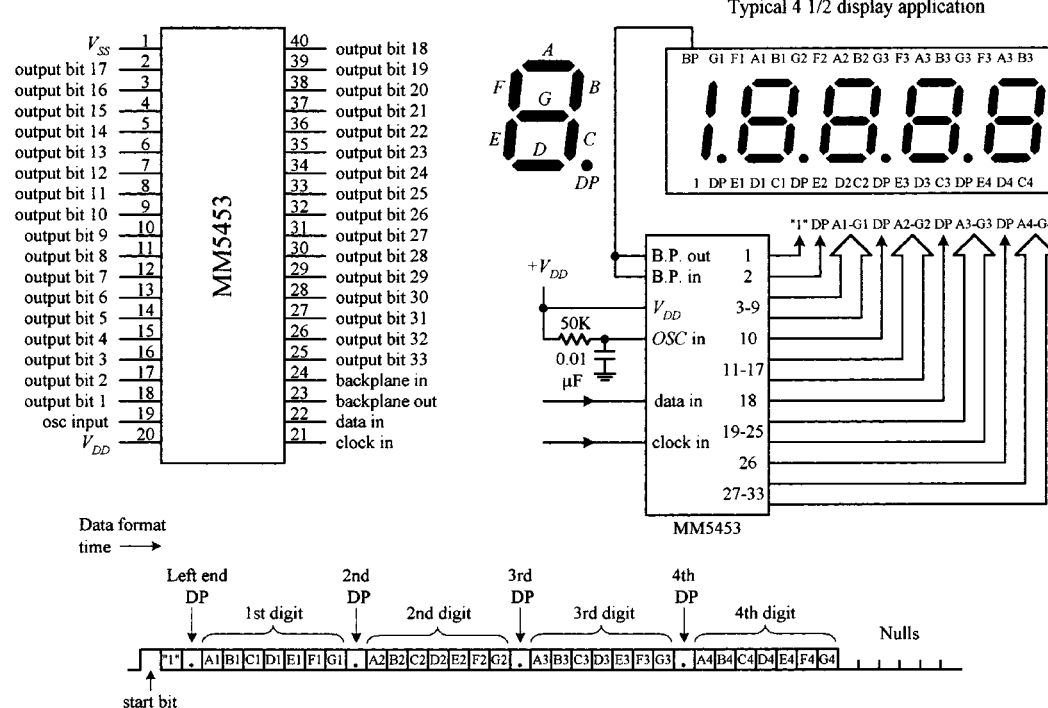 Typical 4 1/2 display application
V_SS 1
output bit 17 2
output bit 16 3
output bit 15 4
output bit 14 5
output bit 13 6
output bit 12 7
output bit 11 8
output bit 10 9
output bit 9 10
output bit 8 11
output bit 7 12
output bit 6 13
output bit 5 14
output bit 4 15
output bit 3 16
output bit 2 17
output bit 1 18
osc input 19
V_DD 20
MM5453
40 output bit 18
39 output bit 19
38 output bit 20
37 output bit 21
36 output bit 22
35 output bit 23
34 output bit 24
33 output bit 25
32 output bit 26
31 output bit 27
30 output bit 28
29 output bit 29
28 output bit 30
27 output bit 31
26 output bit 32
25 output bit 33
24 backplane in
23 backplane out
22 data in
21 clock in
A
F B
G
E C
D
DP
BP G1 F1 A1 B1 G2 F2 A2 B2 G3 F3 A3 B3 G3 F3 A3 B3
1 DP E1 D1 C1 DP E2 D2 C2 DP E3 D3 C3 DP E4 D4 C4
"1" DP A1-G1 DP A2-G2 DP A3-G3 DP A4-G
+V_DD
50K
0.01
µF
B.P. out 1
B.P. in 2
V_DD 3-9
OSC in 10
11-17
data in 18
19-25
clock in 26
27-33
MM5453
Data format
time
Left end
DP
1st digit
2nd
DP
2nd digit
3rd
DP
3rd digit
4th
DP
4th digit
Nulls
"1" . A1 B1 C1 D1 E1 F1 G1 . A2 B2 C2 D2 E2 F2 G2 . A3 B3 C3 D3 E3 F3 G3 . A4 B4 C4 D4 E4 F4 G4
start bit